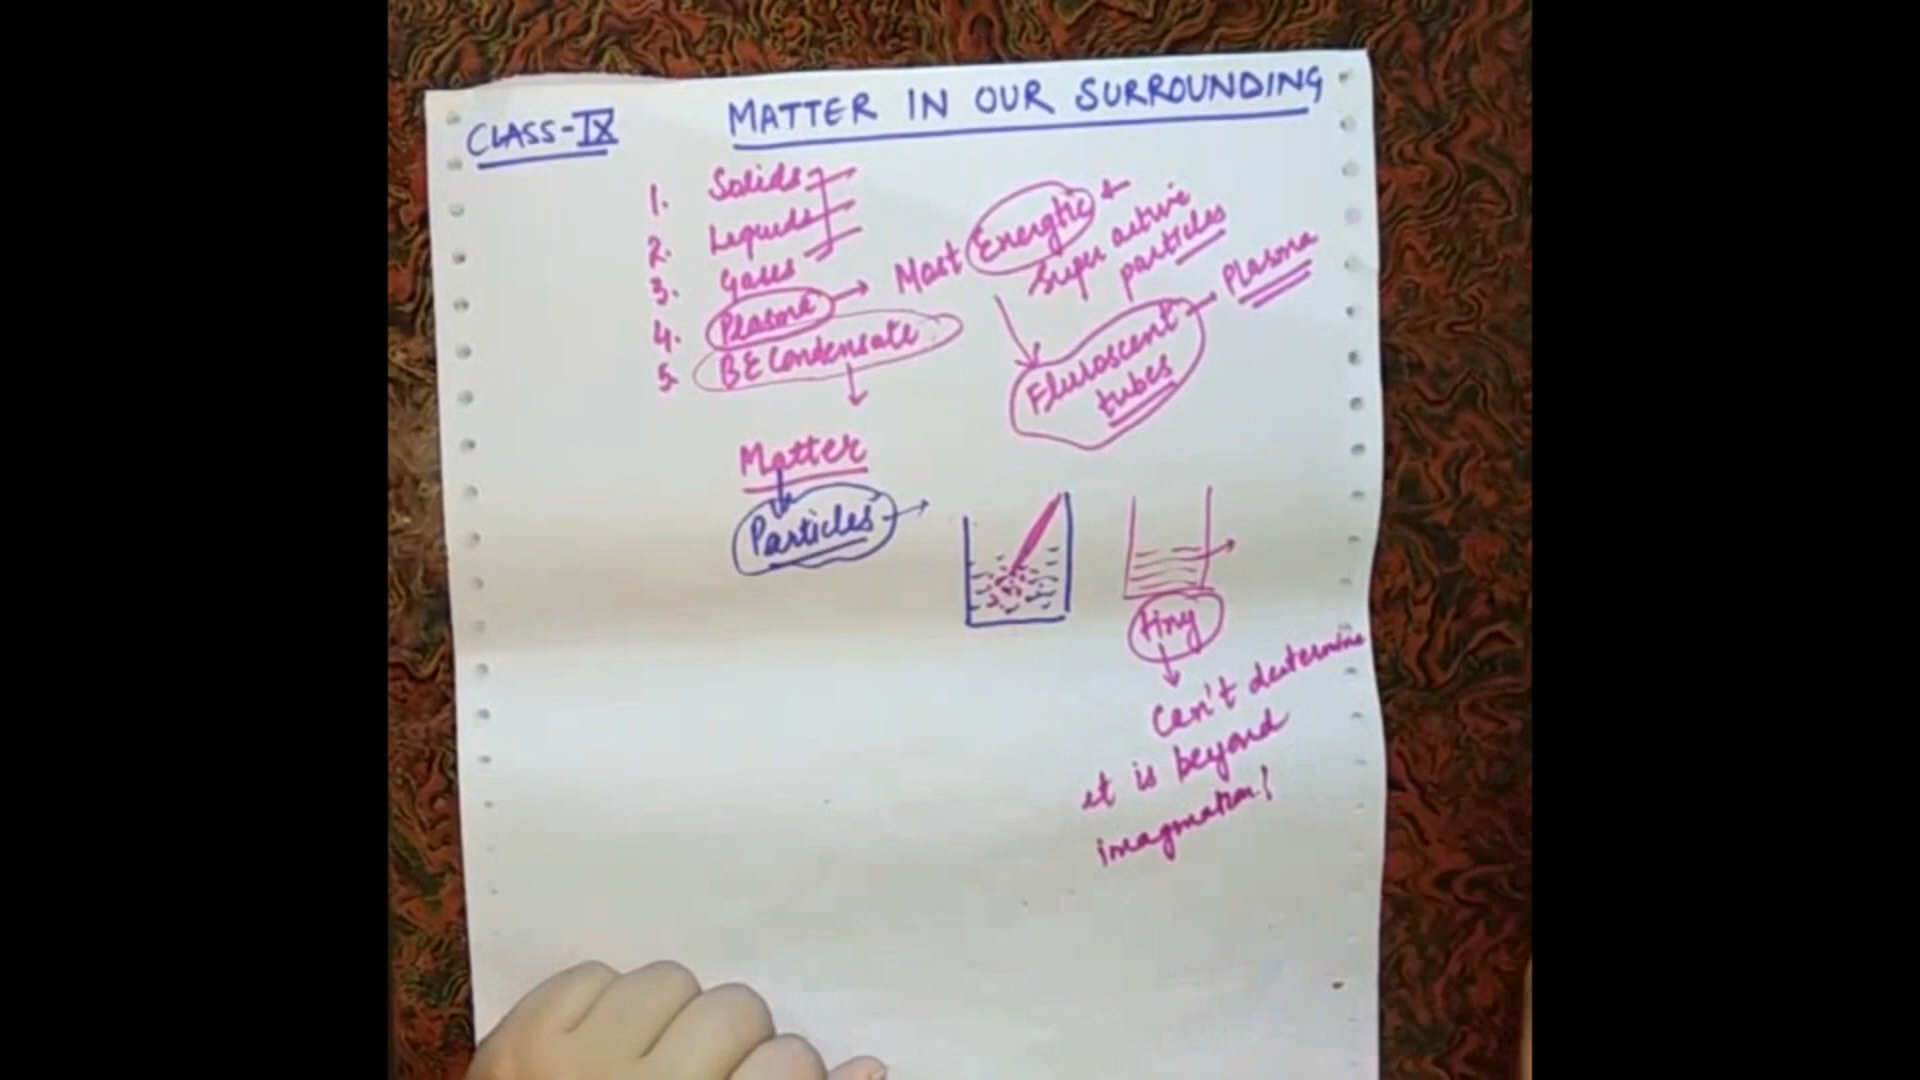 CLASS-IX
MATTER IN OUR SURROUNDING
1. Solids
2. Liquids
3. Gases
4. Plasma → Most Energtic
Super active
particles
5. BE Condensate
Fluroscent
tubes
Plasma
Matter
Particles
tiny
Can't determine
it is beyond
imagination!